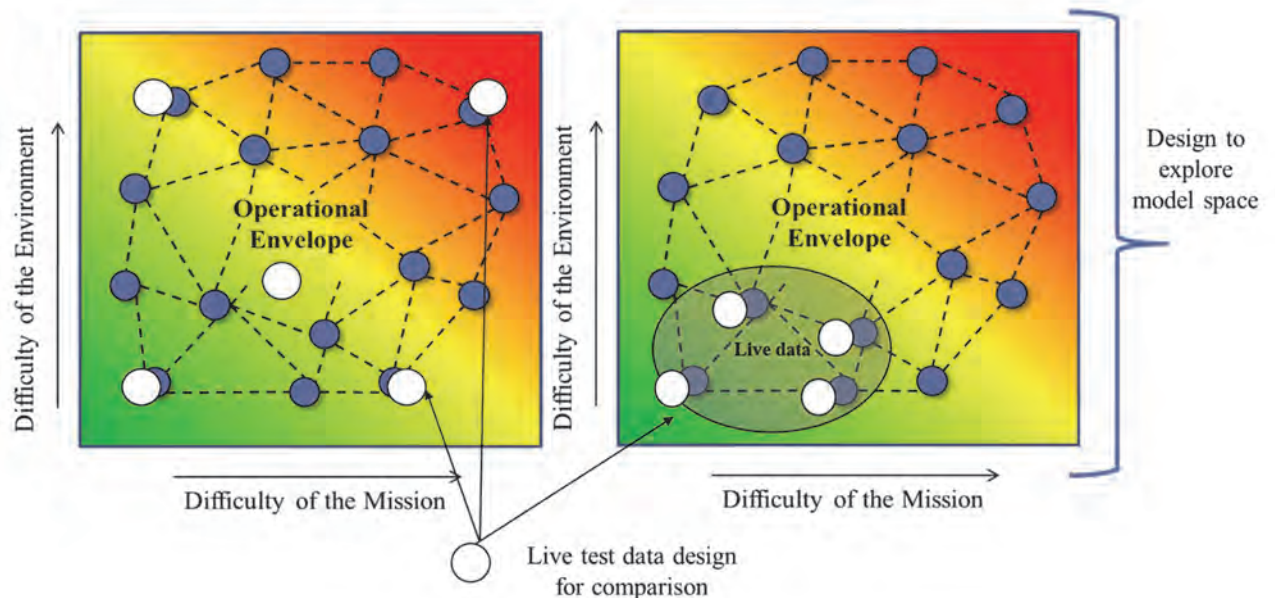 Difficulty of the Environment
Operational
Envelope
Difficulty of the Mission
Difficulty of the Environment
Operational
Envelope
Live data
Difficulty of the Mission
Design to
explore
model space
Live test data design
for comparison